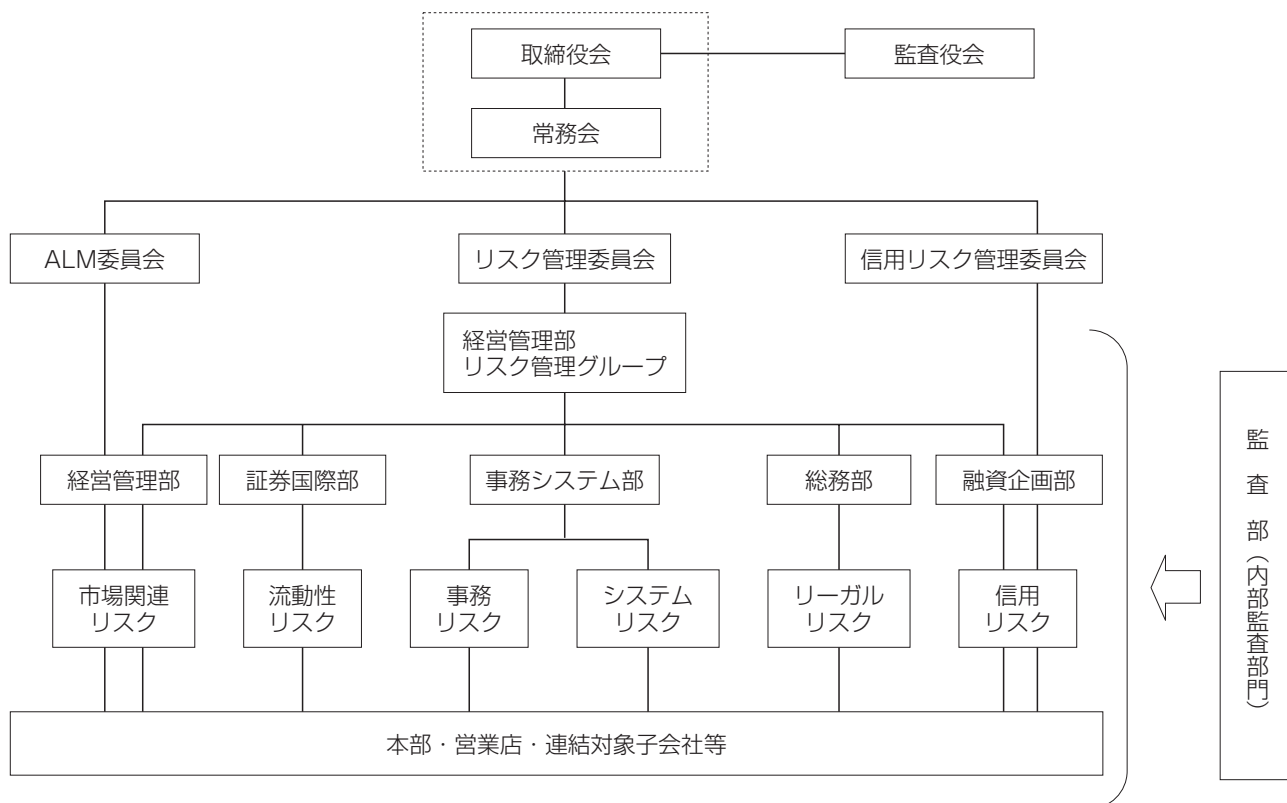 取締役会
監査役会
常務会
ALM委員会
リスク管理委員会
信用リスク管理委員会
経営管理部
リスク管理グループ
経営管理部
証券国際部
事務システム部
総務部
融資企画部
市場関連
リスク
流動性
リスク
事務
リスク
システム
リスク
リーガル
リスク
信用
リスク
本部・営業店・連結対象子会社等
監査部（内部監査部門）